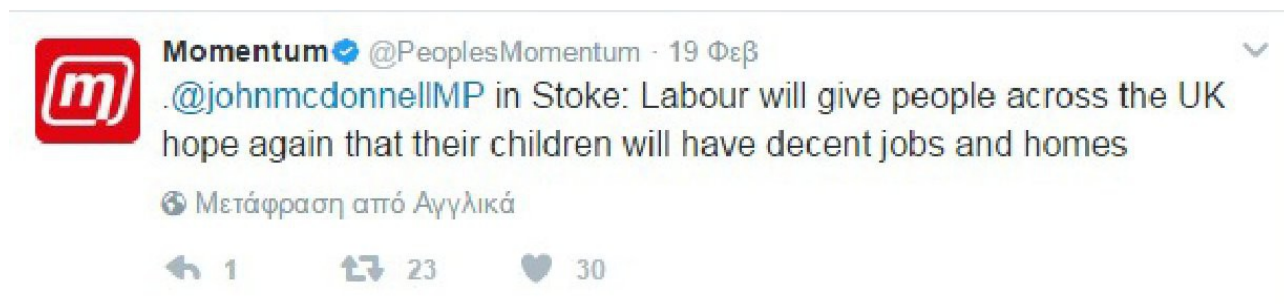 Momentum @PeoplesMomentum · 19 Φεβ
.@johnmcdonnellMP in Stoke: Labour will give people across the UK
hope again that their children will have decent jobs and homes
Μετάφραση από Αγγλικά
1 23 30